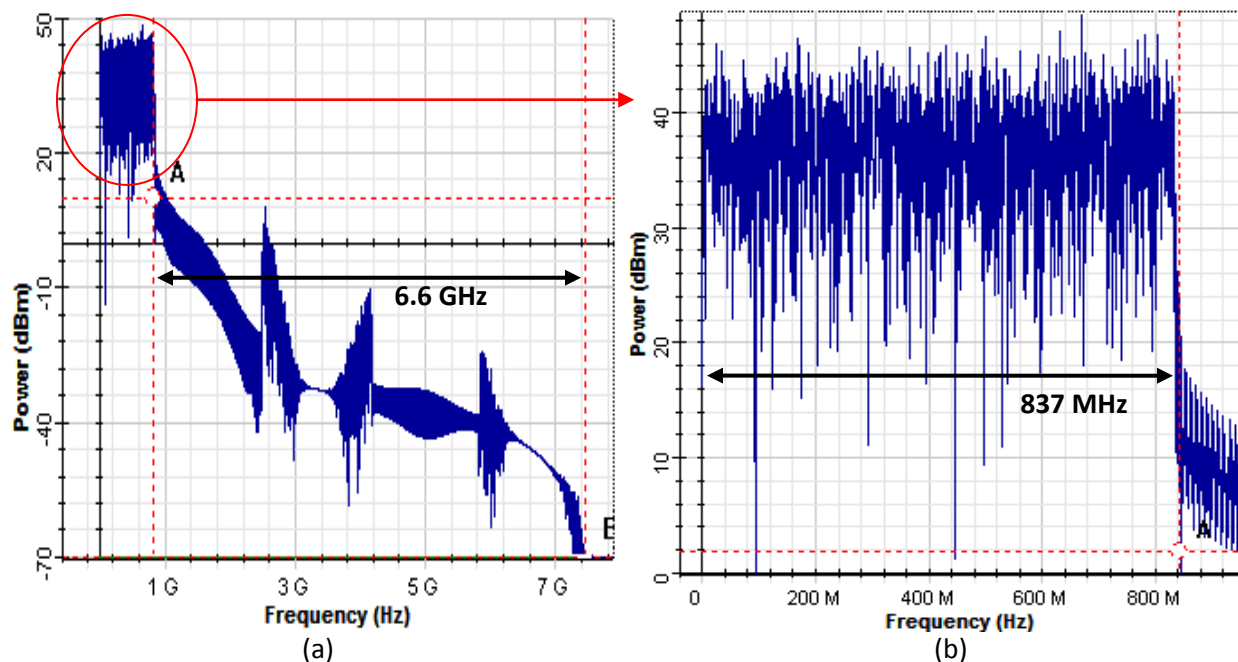 50
20
-10
-40
-70
Power (dBm)
A
6.6 GHz
1 G
3 G
5 G
7 G
Frequency (Hz)
(a)
40
30
20
10
0
Power (dBm)
837 MHz
A
0
200 M
400 M
600 M
800 M
Frequency (Hz)
(b)